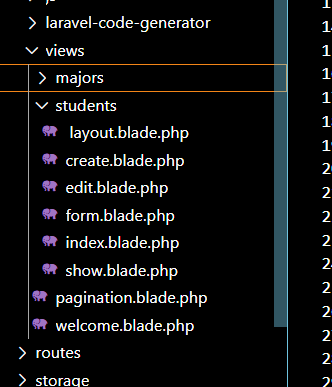 laravel-code-generator
views
majors
students
layout.blade.php
create.blade.php
edit.blade.php
form.blade.php
index.blade.php
show.blade.php
pagination.blade.php
welcome.blade.php
routes
storage